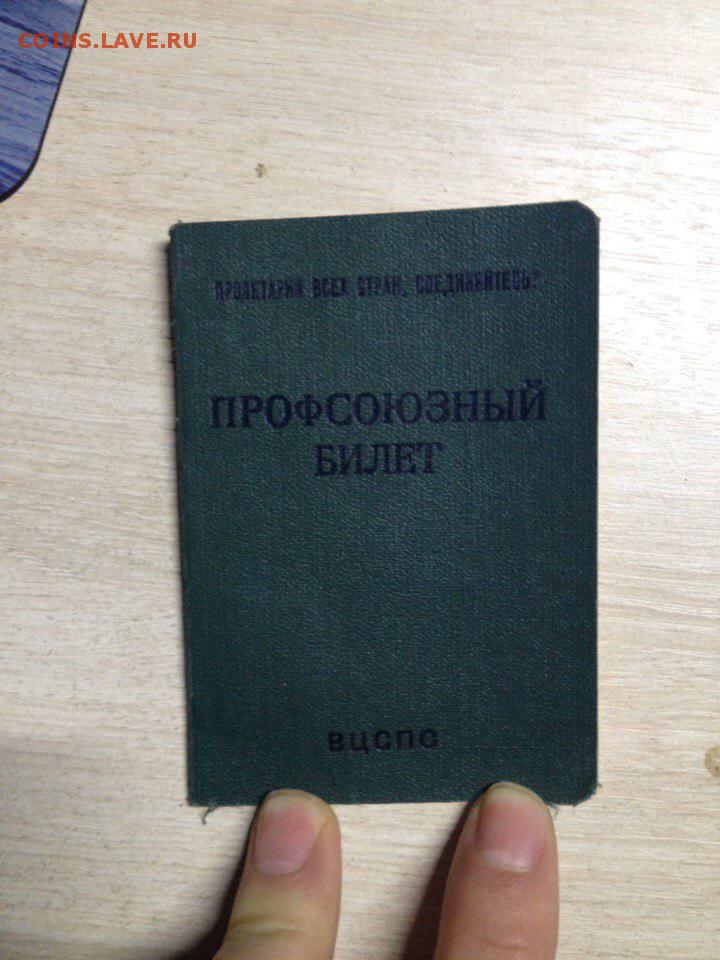 COINS.LAVE.RU
"ПРОЛЕТАРИИ ВСЕХ СТРАН, СОЕДИНЯЙТЕСЬ!"
ПРОФСОЮЗНЫЙ
БИЛЕТ
ВЦСПС